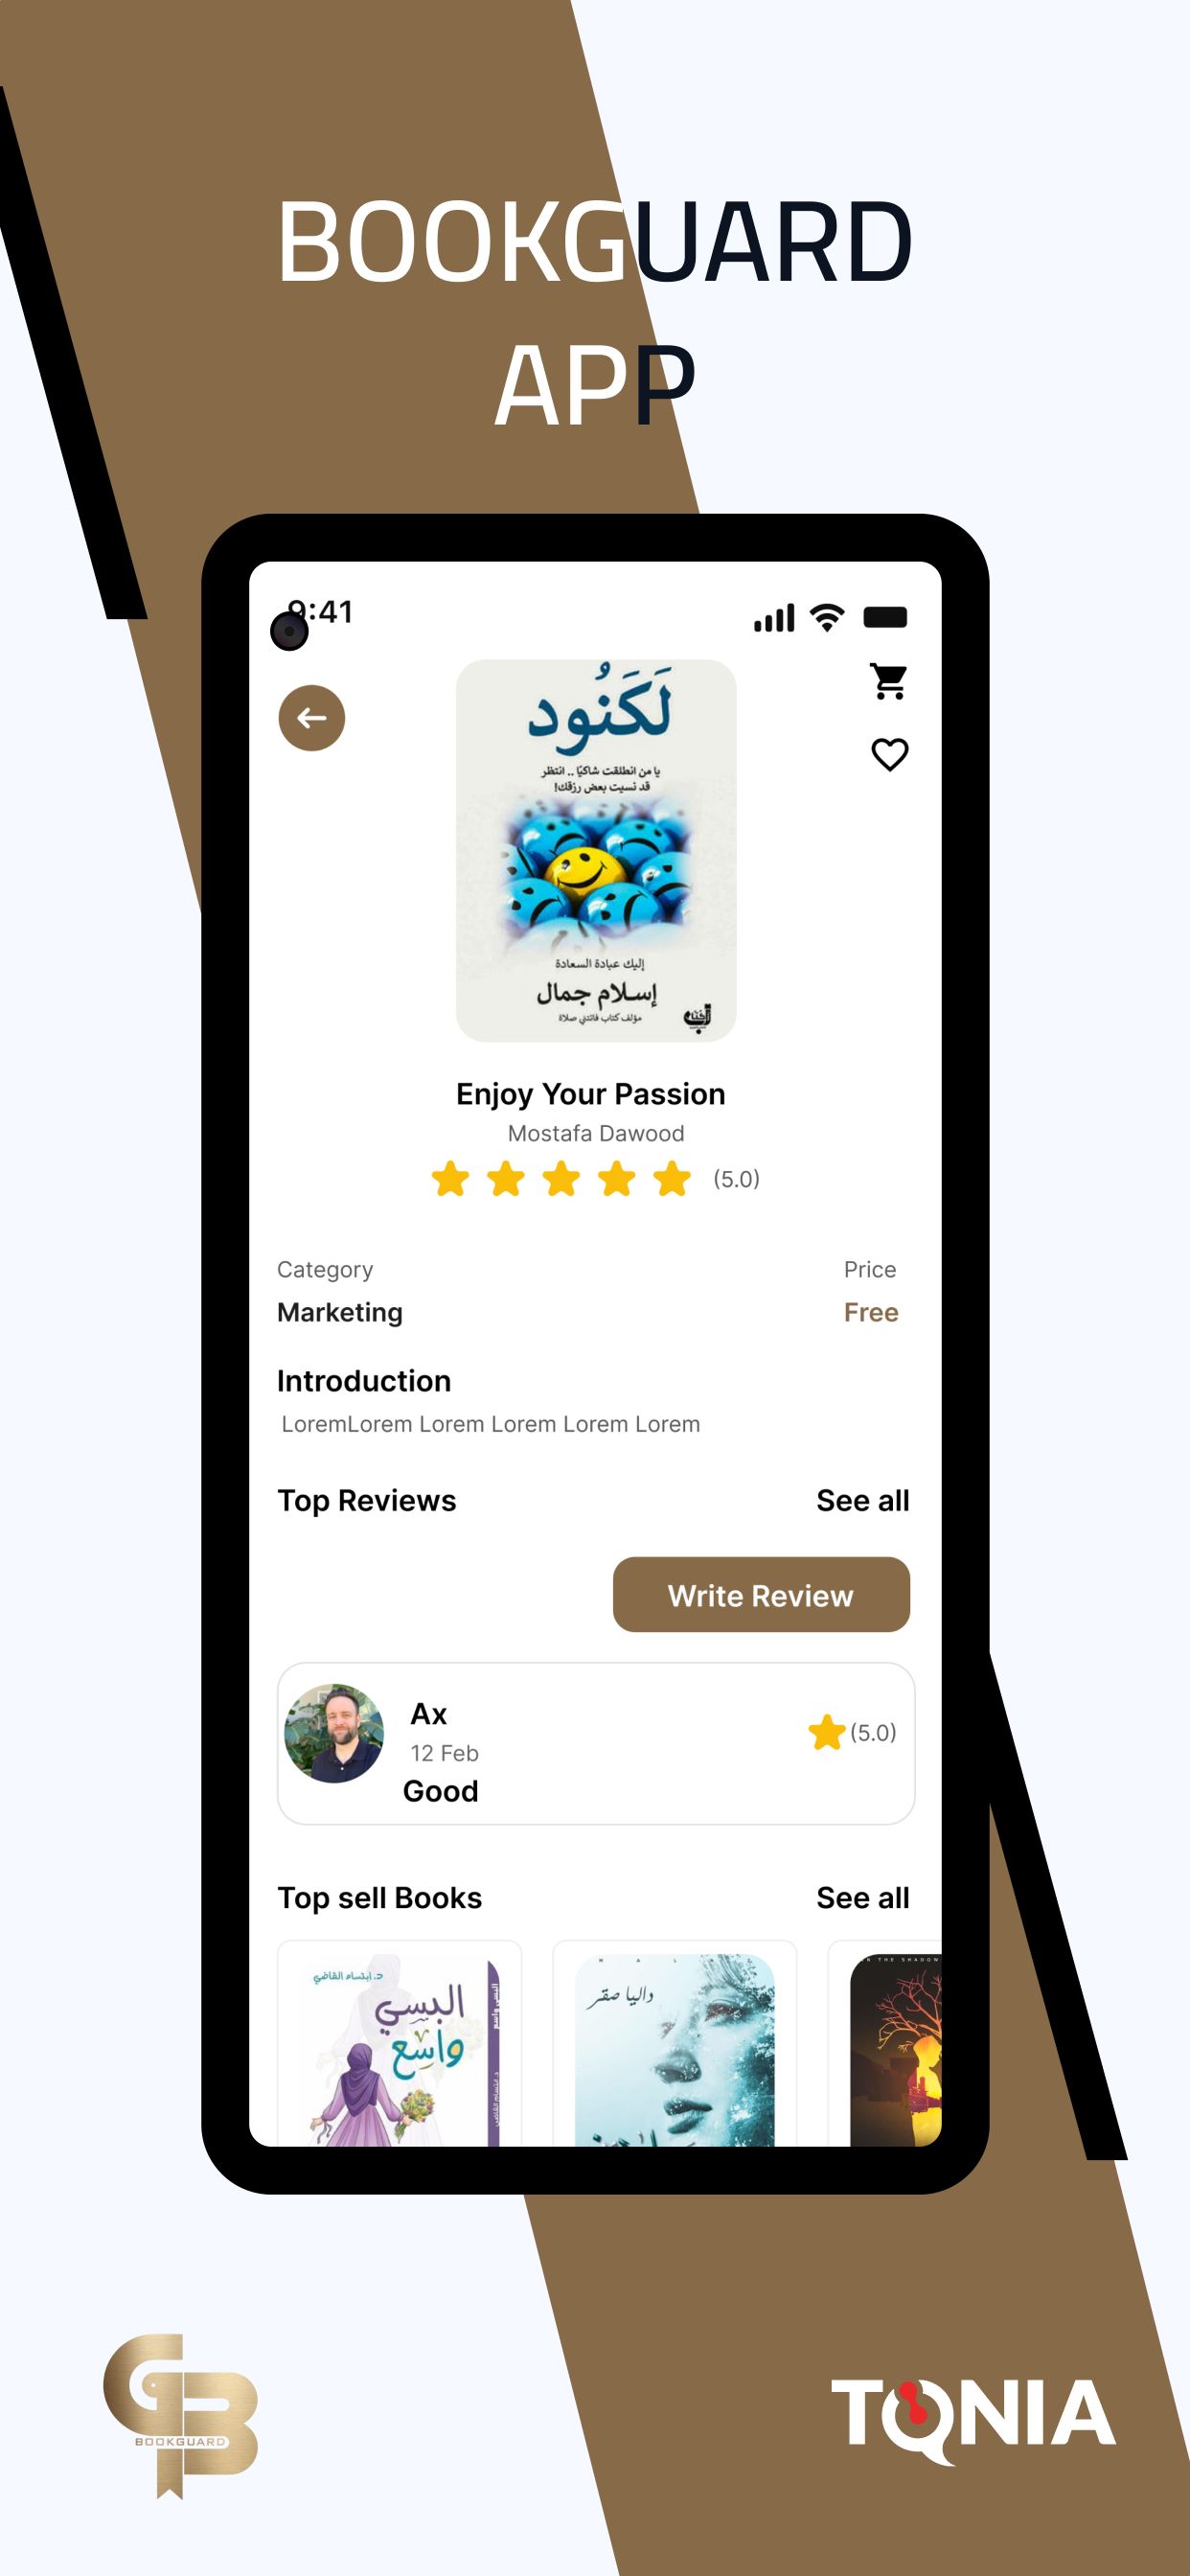 BOOKGUARD
APP
9:41
لَكَنُود
يا من انطلقت شاكيًا .. انتظر
قد نسيت بعض رزقك!
إليك عبادة السعادة
إسلام جمال
مؤلف كتاب فاتتني صلاة
Enjoy Your Passion
Mostafa Dawood
(5.0)
Category
Price
Marketing
Free
Introduction
LoremLorem Lorem Lorem Lorem Lorem
Top Reviews
See all
Write Review
Ax
12 Feb
(5.0)
Good
Top sell Books
See all
د. ابتسام القاضي
البسي
واسع
داليا صقر
THE SHADOW
BOOKGUARD
TQNIA